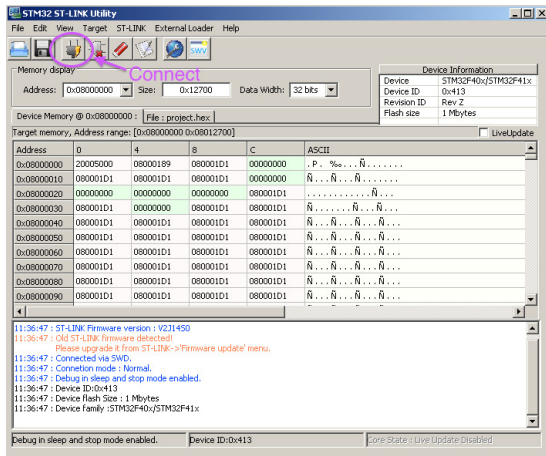 STM32 ST-LINK Utility
File Edit View Target ST-LINK External Loader Help
SWV
Connect
Memory display
Address: 0x08000000 Size: 0x12700 Data Width: 32 bits
Device Information
Device STM32F40x/STM32F41x
Device ID 0x413
Revision ID Rev Z
Flash size 1 Mbytes
Device Memory @ 0x08000000 : File : project.hex
LiveUpdate
Target memory, Address range: [0x08000000 0x08012700]
Address 0 4 8 C ASCII
0x08000000 20005000 08000189 080001D1 00000000 .P. ‰...Ñ.......
0x08000010 080001D1 080001D1 080001D1 00000000 Ñ...Ñ...Ñ.......
0x08000020 00000000 00000000 00000000 080001D1 ............Ñ...
0x08000030 080001D1 00000000 080001D1 080001D1 Ñ.......Ñ...Ñ...
0x08000040 080001D1 080001D1 080001D1 080001D1 Ñ...Ñ...Ñ...Ñ...
0x08000050 080001D1 080001D1 080001D1 080001D1 Ñ...Ñ...Ñ...Ñ...
0x08000060 080001D1 080001D1 080001D1 080001D1 Ñ...Ñ...Ñ...Ñ...
0x08000070 080001D1 080001D1 080001D1 080001D1 Ñ...Ñ...Ñ...Ñ...
0x08000080 080001D1 080001D1 080001D1 080001D1 Ñ...Ñ...Ñ...Ñ...
0x08000090 080001D1 080001D1 080001D1 080001D1 Ñ...Ñ...Ñ...Ñ...
11:36:47 : ST-LINK Firmware version : V2J14S0
11:36:47 : Old ST-LINK firmware detected!
Please upgrade it from ST-LINK->'Firmware update' menu.
11:36:47 : Connected via SWD.
11:36:47 : Connetion mode : Normal.
11:36:47 : Debug in sleep and stop mode enabled.
11:36:47 : Device ID:0x413
11:36:47 : Device flash Size : 1 Mbytes
11:36:47 : Device family :STM32F40x/STM32F41x
Debug in sleep and stop mode enabled. Device ID:0x413 Core State : Live Update Disabled